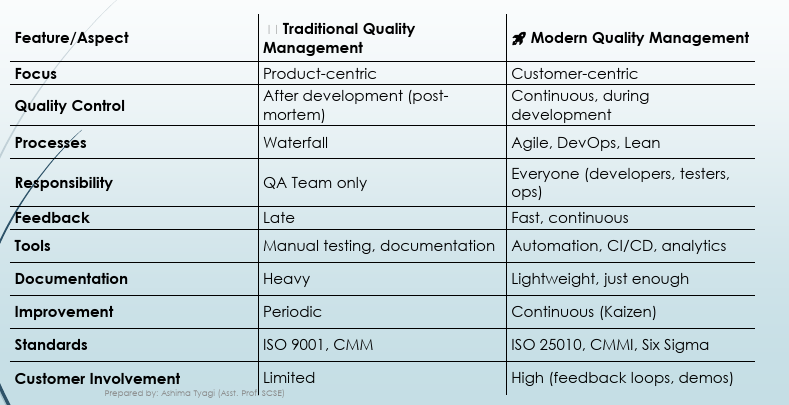 Feature/Aspect
Traditional Quality
Management
Modern Quality Management
Focus
Product-centric
Customer-centric
Quality Control
After development (post-
mortem)
Continuous, during
development
Processes
Waterfall
Agile, DevOps, Lean
Responsibility
QA Team only
Everyone (developers, testers,
ops)
Feedback
Late
Fast, continuous
Tools
Manual testing, documentation
Automation, CI/CD, analytics
Documentation
Heavy
Lightweight, just enough
Improvement
Periodic
Continuous (Kaizen)
Standards
ISO 9001, CMM
ISO 25010, CMMI, Six Sigma
Customer Involvement
Limited
High (feedback loops, demos)
Prepared by: Ashima Tyagi (Asst. Prof. SCSE)